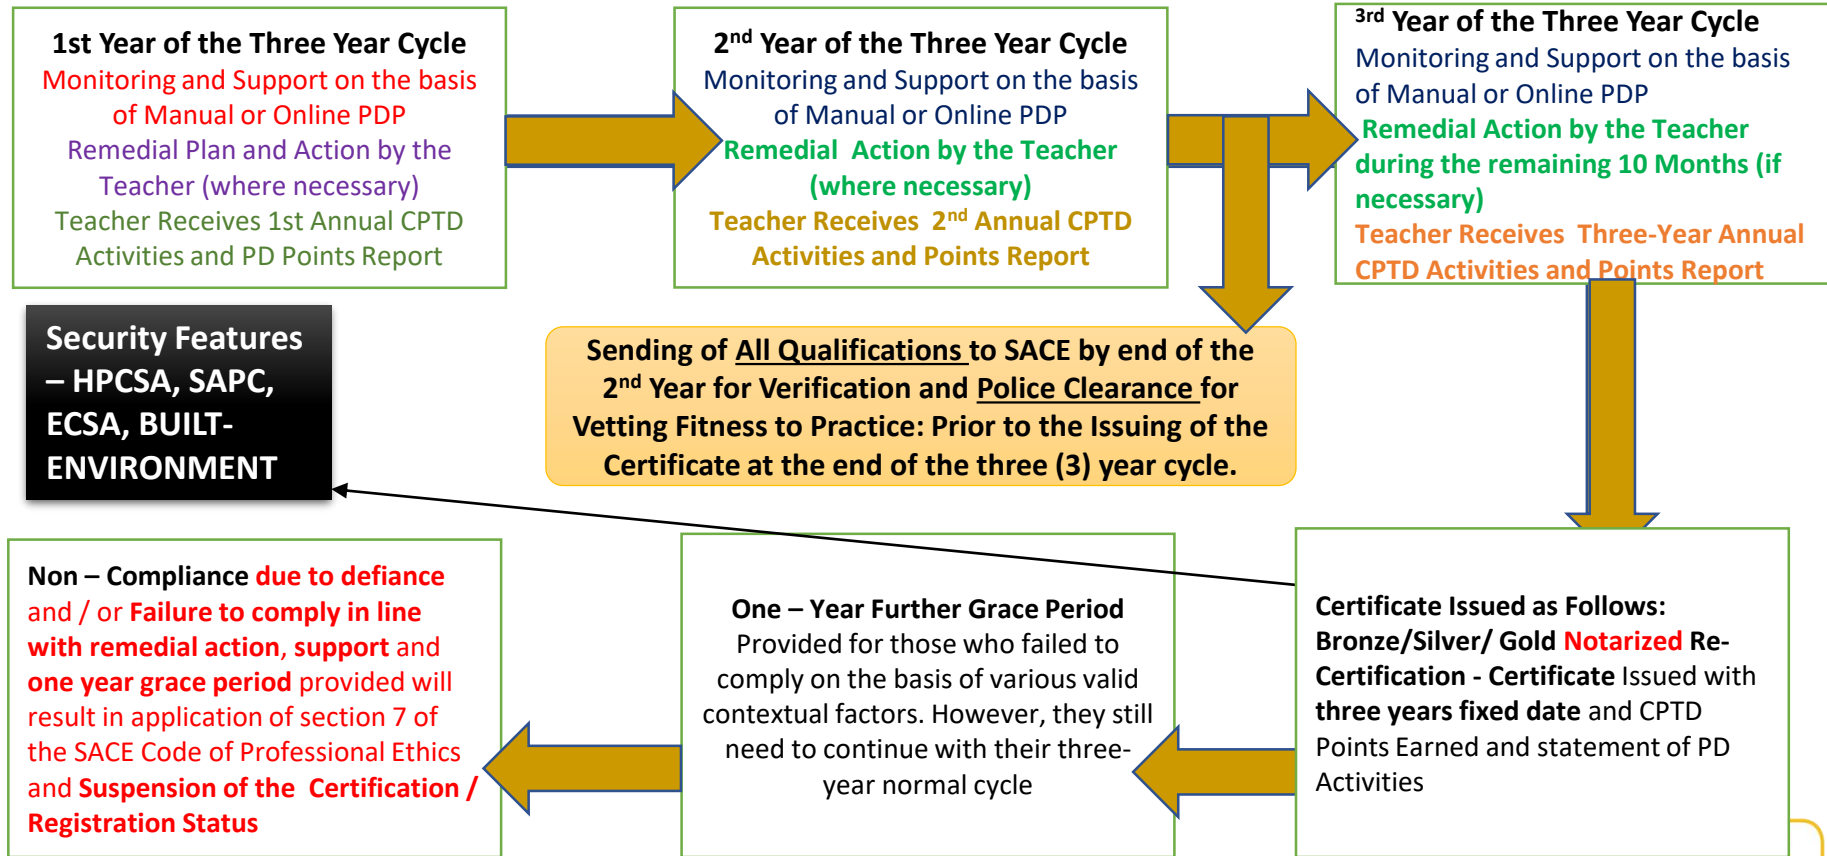 1st Year of the Three Year Cycle
Monitoring and Support on the basis
of Manual or Online PDP
Remedial Plan and Action by the
Teacher (where necessary)
Teacher Receives 1st Annual CPTD
Activities and PD Points Report
2nd Year of the Three Year Cycle
Monitoring and Support on the basis
of Manual or Online PDP
Remedial Action by the Teacher
(where necessary)
Teacher Receives 2nd Annual CPTD
Activities and Points Report
3rd Year of the Three Year Cycle
Monitoring and Support on the basis
of Manual or Online PDP
Remedial Action by the Teacher
during the remaining 10 Months (if
necessary)
Teacher Receives Three-Year Annual
CPTD Activities and Points Report
Security Features
– HPCSA, SAPC,
ECSA, BUILT-
ENVIRONMENT
Sending of All Qualifications to SACE by end of the
2nd Year for Verification and Police Clearance for
Vetting Fitness to Practice: Prior to the Issuing of the
Certificate at the end of the three (3) year cycle.
Non – Compliance due to defiance
and / or Failure to comply in line
with remedial action, support and
one year grace period provided will
result in application of section 7 of
the SACE Code of Professional Ethics
and Suspension of the Certification /
Registration Status
One – Year Further Grace Period
Provided for those who failed to
comply on the basis of various valid
contextual factors. However, they still
need to continue with their three-
year normal cycle
Certificate Issued as Follows:
Bronze/Silver/ Gold Notarized Re-
Certification - Certificate Issued with
three years fixed date and CPTD
Points Earned and statement of PD
Activities